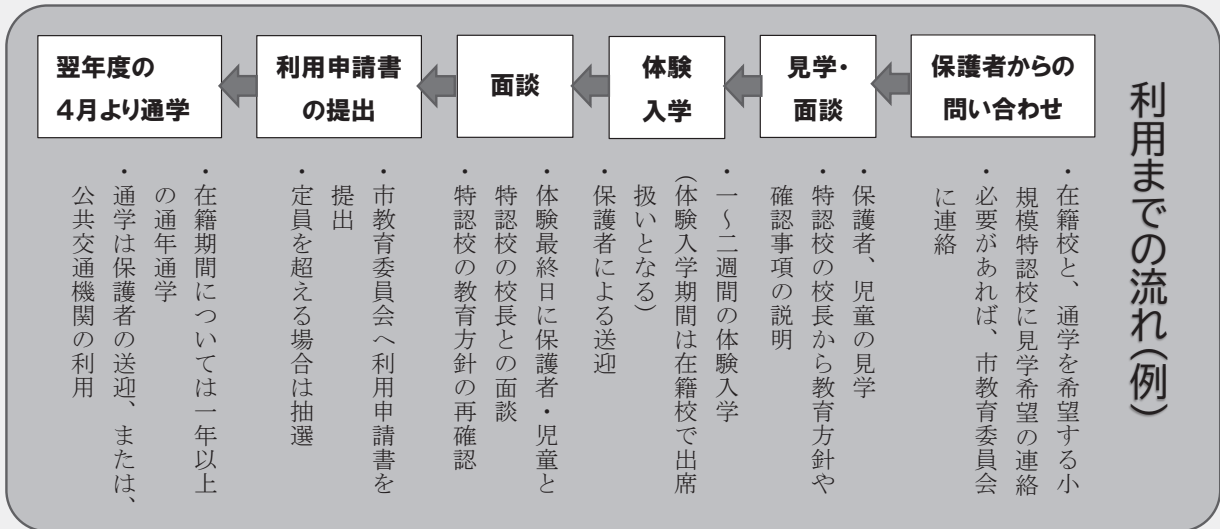 利用までの流れ(例)
保護者からの
問い合わせ
・在籍校と、通学を希望する小
規模特認校に見学希望の連絡
・必要があれば、市教育委員会
に連絡
見学・
面談
・保護者、児童の見学
・特認校の校長から教育方針や
確認事項の説明
体験
入学
・一～二週間の体験入学
(体験入学期間は在籍校で出席
扱いとなる)
・保護者による送迎
面談
・体験最終日に保護者・児童と
特認校の校長との面談
・特認校の教育方針の再確認
利用申請書
の提出
・市教育委員会へ利用申請書を
提出
・定員を超える場合は抽選
翌年度の
4月より通学
・在籍期間については一年以上
の通年通学
・通学は保護者の送迎、または、
公共交通機関の利用